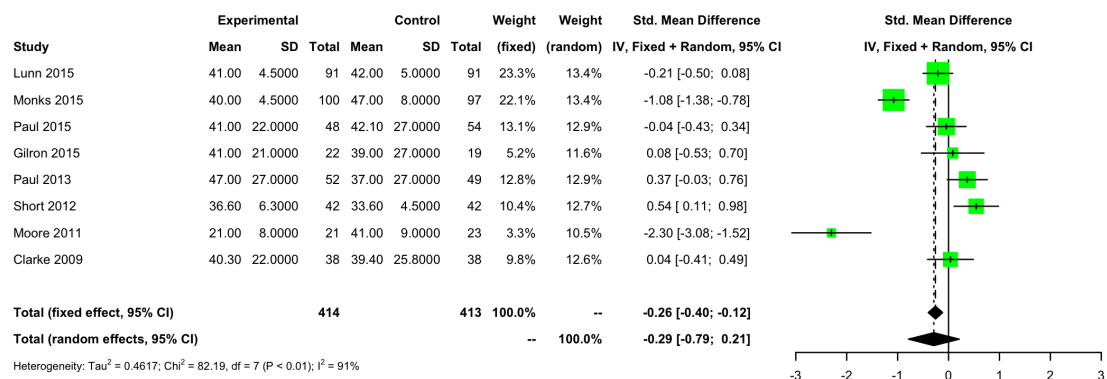 Experimental Control Weight Weight Std. Mean Difference Std. Mean Difference
Study Mean SD Total Mean SD Total (fixed) (random) IV, Fixed + Random, 95% CI IV, Fixed + Random, 95% CI
Lunn 2015 41.00 4.5000 91 42.00 5.0000 91 23.3% 13.4% -0.21 [-0.50; 0.08]
Monks 2015 40.00 4.5000 100 47.00 8.0000 97 22.1% 13.4% -1.08 [-1.38; -0.78]
Paul 2015 41.00 22.0000 48 42.10 27.0000 54 13.1% 12.9% -0.04 [-0.43; 0.34]
Gilron 2015 41.00 21.0000 22 39.00 27.0000 19 5.2% 11.6% 0.08 [-0.53; 0.70]
Paul 2013 47.00 27.0000 52 37.00 27.0000 49 12.8% 12.9% 0.37 [-0.03; 0.76]
Short 2012 36.60 6.3000 42 33.60 4.5000 42 10.4% 12.7% 0.54 [ 0.11; 0.98]
Moore 2011 21.00 8.0000 21 41.00 9.0000 23 3.3% 10.5% -2.30 [-3.08; -1.52]
Clarke 2009 40.30 22.0000 38 39.40 25.8000 38 9.8% 12.6% 0.04 [-0.41; 0.49]
Total (fixed effect, 95% CI) 414 413 100.0% -- -0.26 [-0.40; -0.12]
Total (random effects, 95% CI) -- 100.0% -0.29 [-0.79; 0.21]
Heterogeneity: Tau² = 0.4617; Chi² = 82.19, df = 7 (P < 0.01); I² = 91%
-3 -2 -1 0 1 2 3